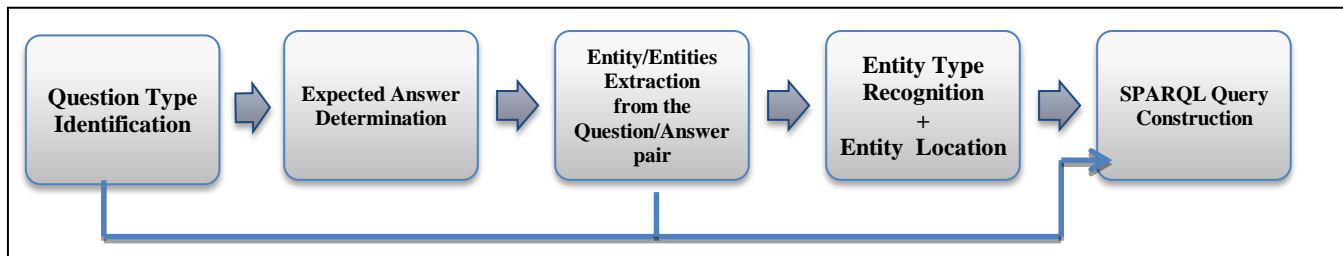 Question Type
Identification
Expected Answer
Determination
Entity/Entities
Extraction
from the
Question/Answer
pair
Entity Type
Recognition
+
Entity Location
SPARQL Query
Construction